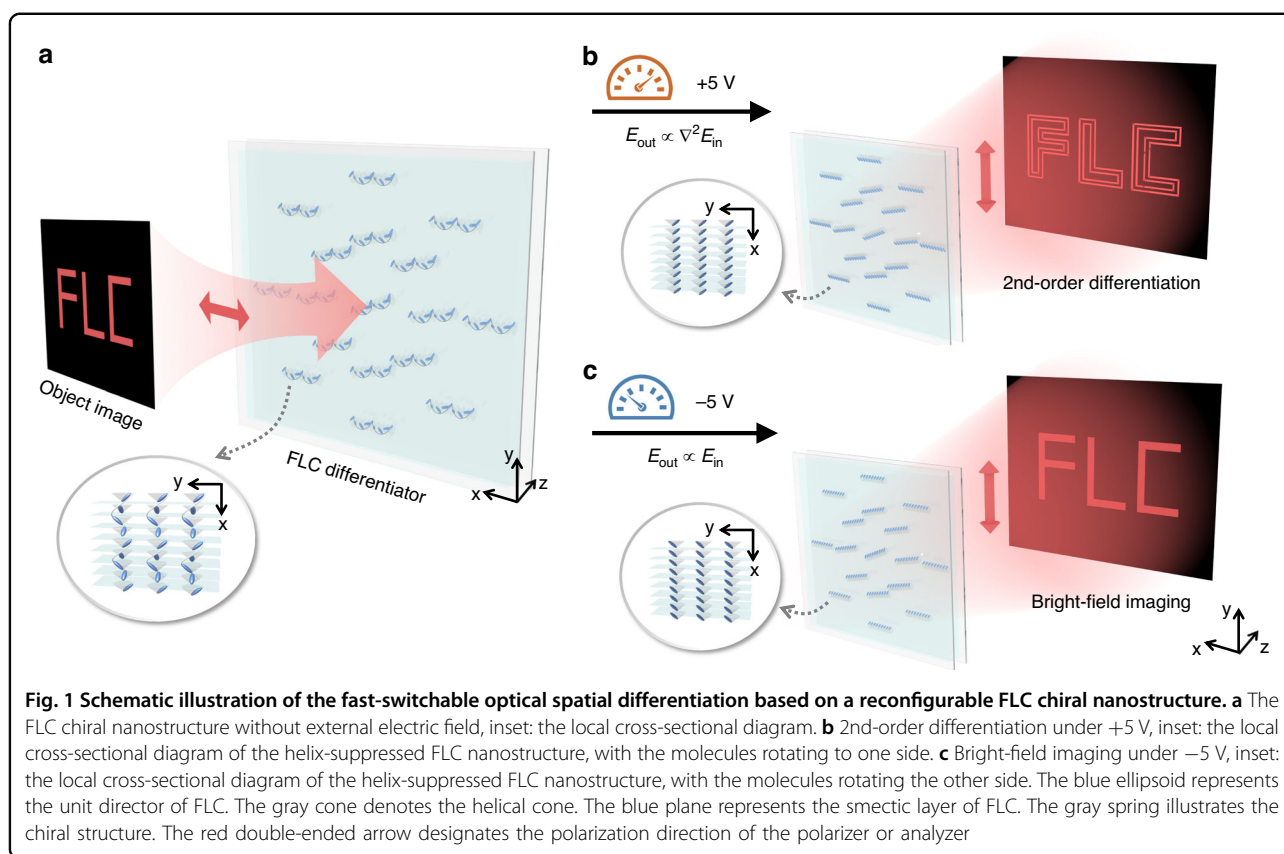 a
FLC
Object image
FLC differentiator
y
x
z
y
x
b
+5 V
E_out ∝ ∇²E_in
y
x
FLC
2nd-order differentiation
c
−5 V
E_out ∝ E_in
y
x
FLC
Bright-field imaging
y
x
z
Fig. 1 Schematic illustration of the fast-switchable optical spatial differentiation based on a reconfigurable FLC chiral nanostructure. a The
FLC chiral nanostructure without external electric field, inset: the local cross-sectional diagram. b 2nd-order differentiation under +5 V, inset: the local
cross-sectional diagram of the helix-suppressed FLC nanostructure, with the molecules rotating to one side. c Bright-field imaging under −5 V, inset:
the local cross-sectional diagram of the helix-suppressed FLC nanostructure, with the molecules rotating the other side. The blue ellipsoid represents
the unit director of FLC. The gray cone denotes the helical cone. The blue plane represents the smectic layer of FLC. The gray spring illustrates the
chiral structure. The red double-ended arrow designates the polarization direction of the polarizer or analyzer